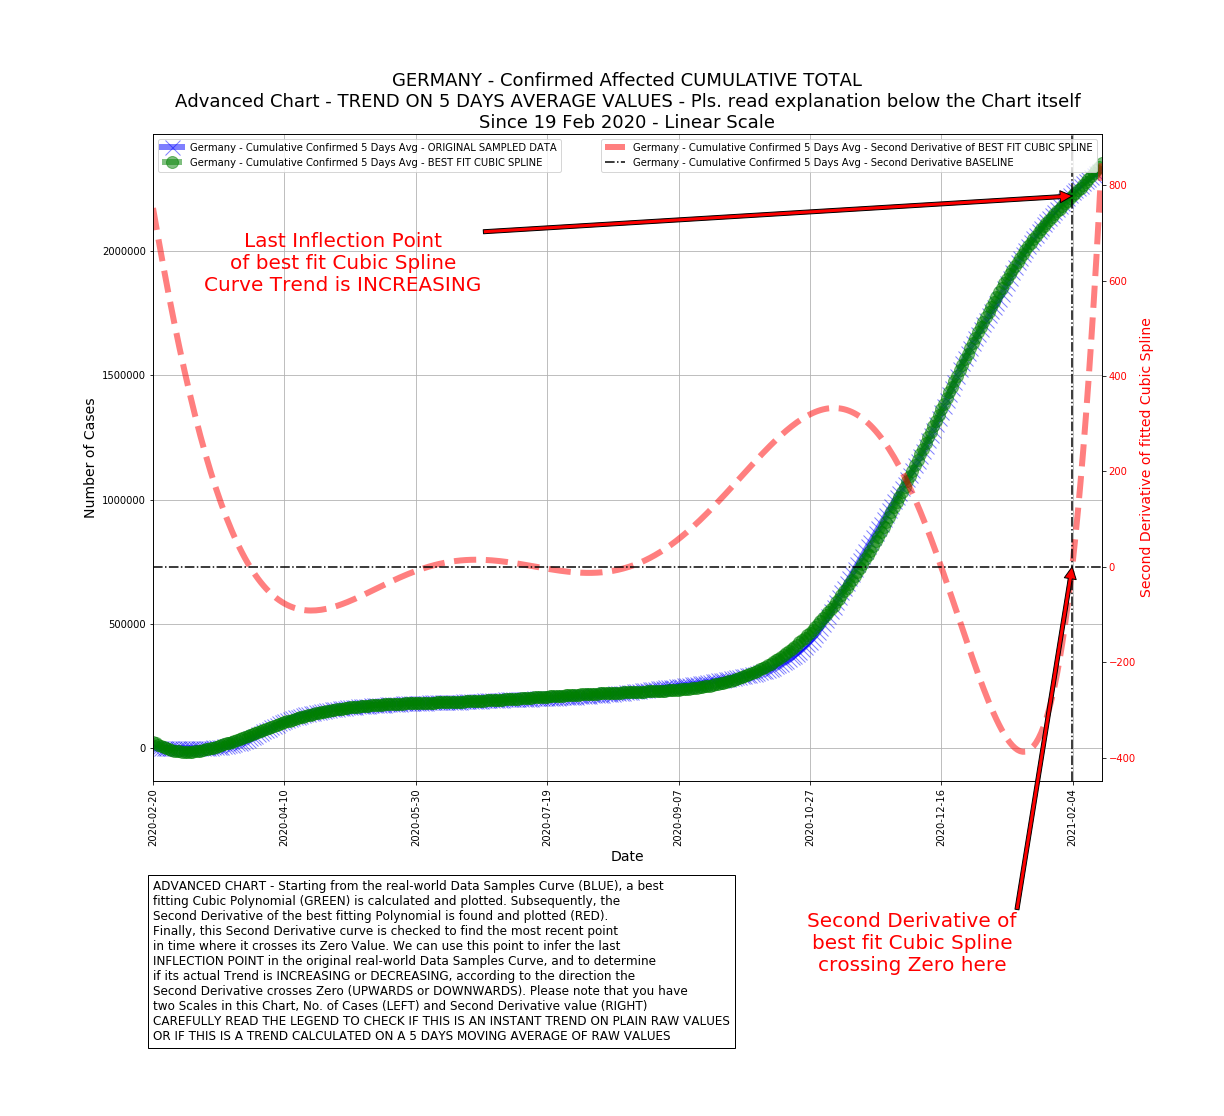 GERMANY - Confirmed Affected CUMULATIVE TOTAL
Advanced Chart - TREND ON 5 DAYS AVERAGE VALUES - Pls. read explanation below the Chart itself
Since 19 Feb 2020 - Linear Scale
Germany - Cumulative Confirmed 5 Days Avg - ORIGINAL SAMPLED DATA
Germany - Cumulative Confirmed 5 Days Avg - BEST FIT CUBIC SPLINE
Germany - Cumulative Confirmed 5 Days Avg - Second Derivative of BEST FIT CUBIC SPLINE
Germany - Cumulative Confirmed 5 Days Avg - Second Derivative BASELINE
Last Inflection Point
of best fit Cubic Spline
Curve Trend is INCREASING
Number of Cases
2000000
1500000
1000000
500000
0
800
600
400
200
0
−200
−400
Second Derivative of fitted Cubic Spline
2020-02-20
2020-04-10
2020-05-30
2020-07-19
2020-09-07
2020-10-27
2020-12-16
2021-02-04
Date
ADVANCED CHART - Starting from the real-world Data Samples Curve (BLUE), a best
fitting Cubic Polynomial (GREEN) is calculated and plotted. Subsequently, the
Second Derivative of the best fitting Polynomial is found and plotted (RED).
Finally, this Second Derivative curve is checked to find the most recent point
in time where it crosses its Zero Value. We can use this point to infer the last
INFLECTION POINT in the original real-world Data Samples Curve, and to determine
if its actual Trend is INCREASING or DECREASING, according to the direction the
Second Derivative crosses Zero (UPWARDS or DOWNWARDS). Please note that you have
two Scales in this Chart, No. of Cases (LEFT) and Second Derivative value (RIGHT)
CAREFULLY READ THE LEGEND TO CHECK IF THIS IS AN INSTANT TREND ON PLAIN RAW VALUES
OR IF THIS IS A TREND CALCULATED ON A 5 DAYS MOVING AVERAGE OF RAW VALUES
Second Derivative of
best fit Cubic Spline
crossing Zero here